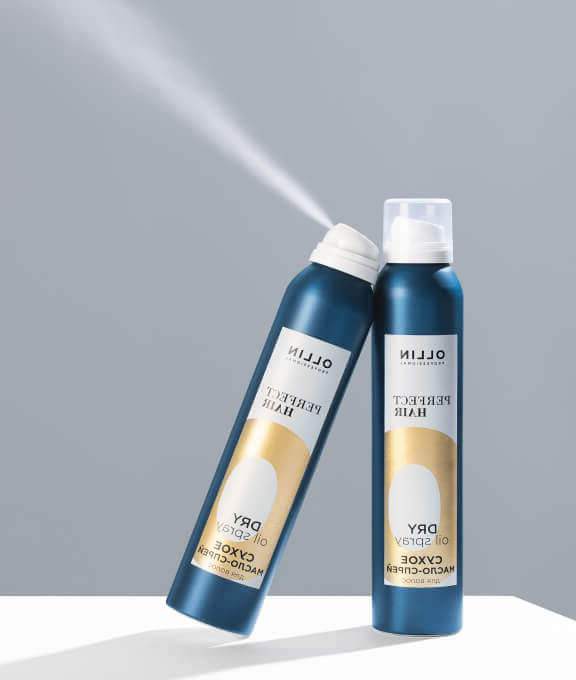 OLLIN
PROFESSIONAL
PERFECT
HAIR
DRY
oil spray
СУХОЕ
МАСЛО-СПРЕЙ
для волос
OLLIN
PROFESSIONAL
PERFECT
HAIR
DRY
oil spray
СУХОЕ
МАСЛО-СПРЕЙ
для волос